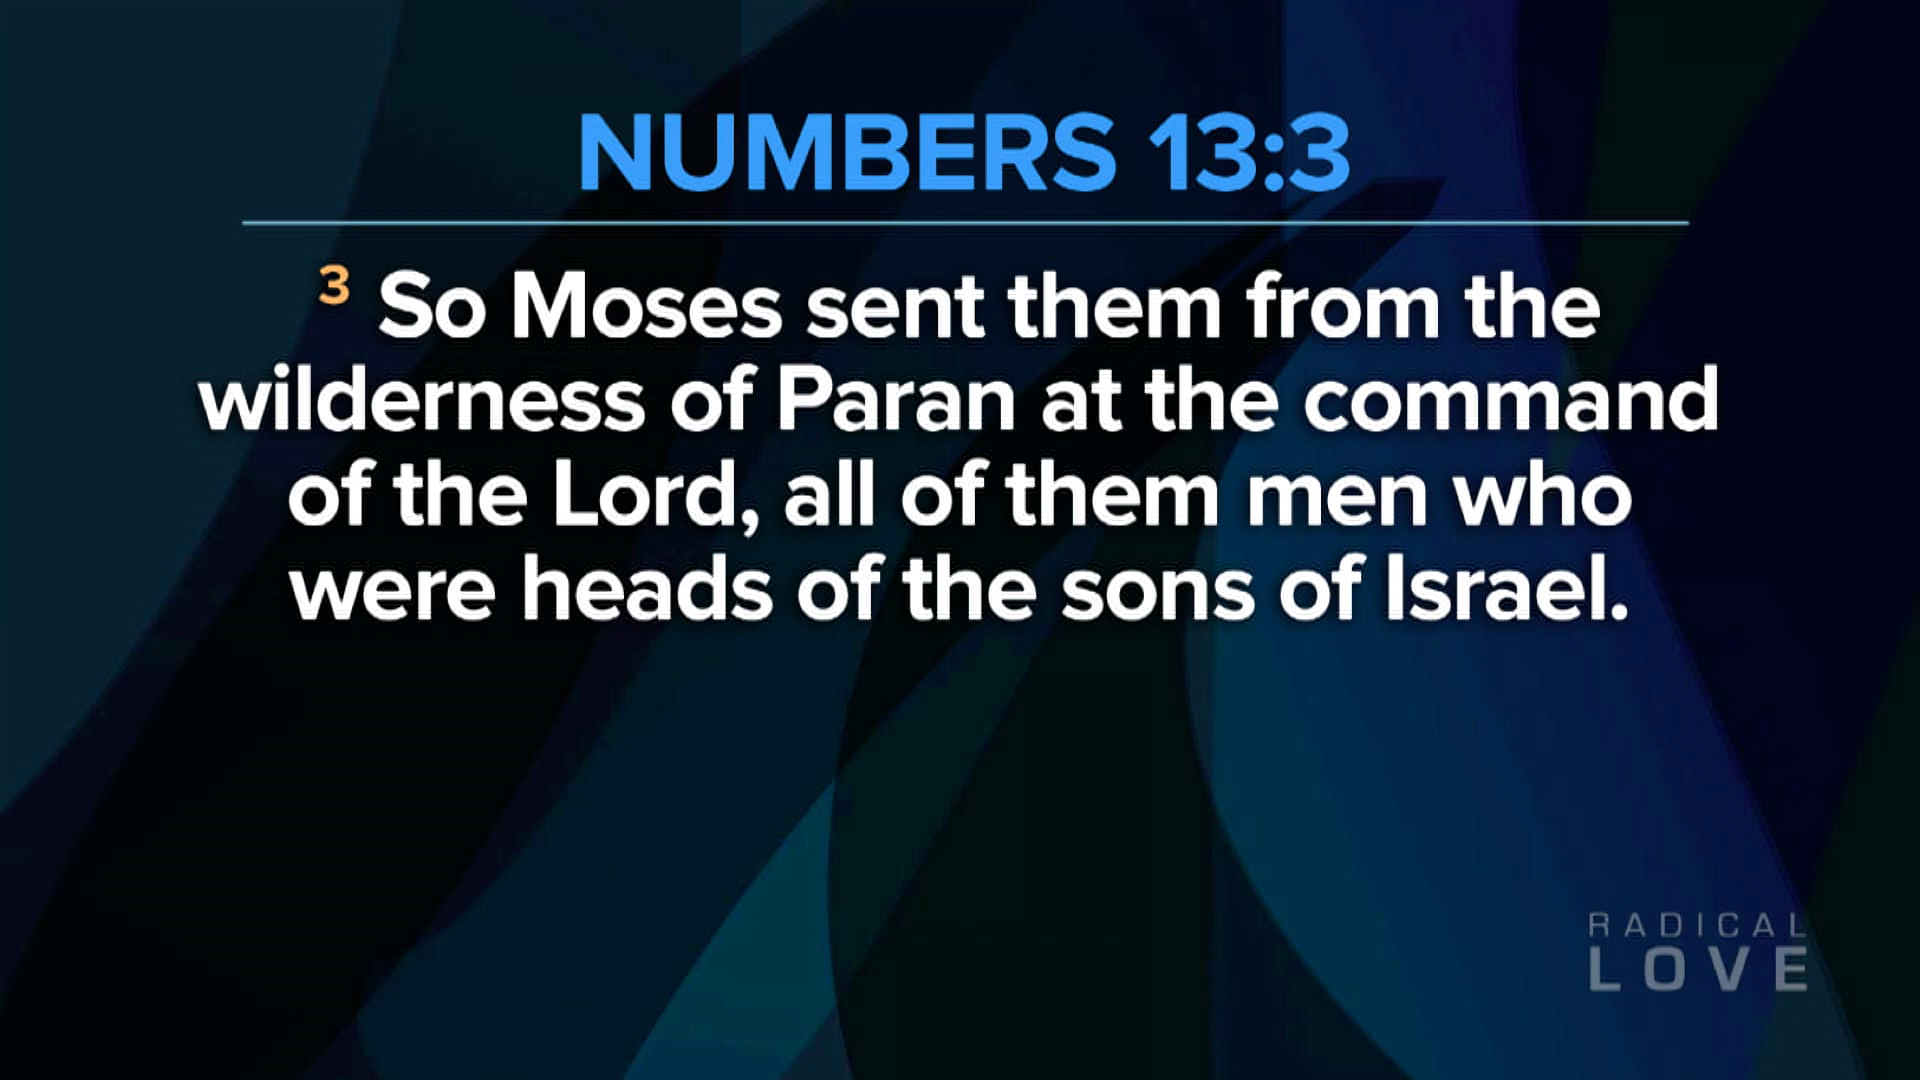 NUMBERS 13:3
3 So Moses sent them from the
wilderness of Paran at the command
of the Lord, all of them men who
were heads of the sons of Israel.
RADICAL
LOVE